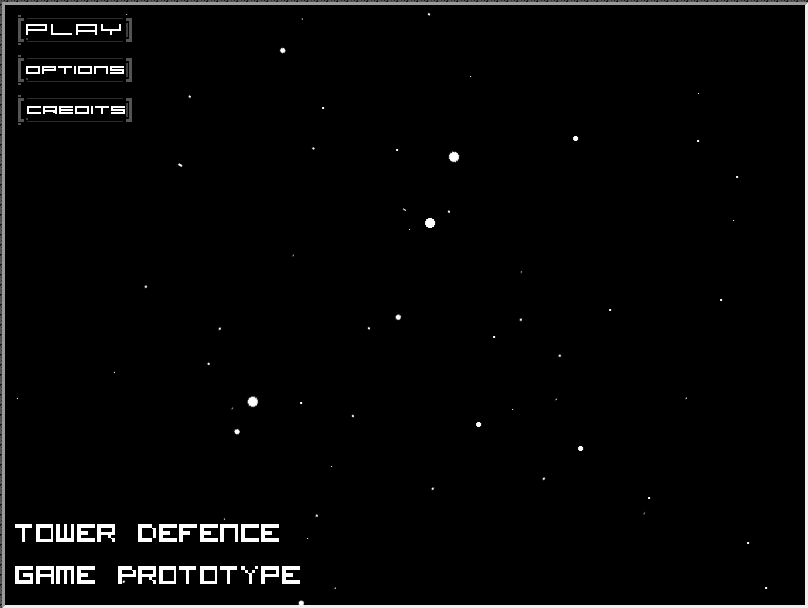 PLAY
OPTIONS
CREDITS
TOWER DEFENCE
GAME PROTOTYPE